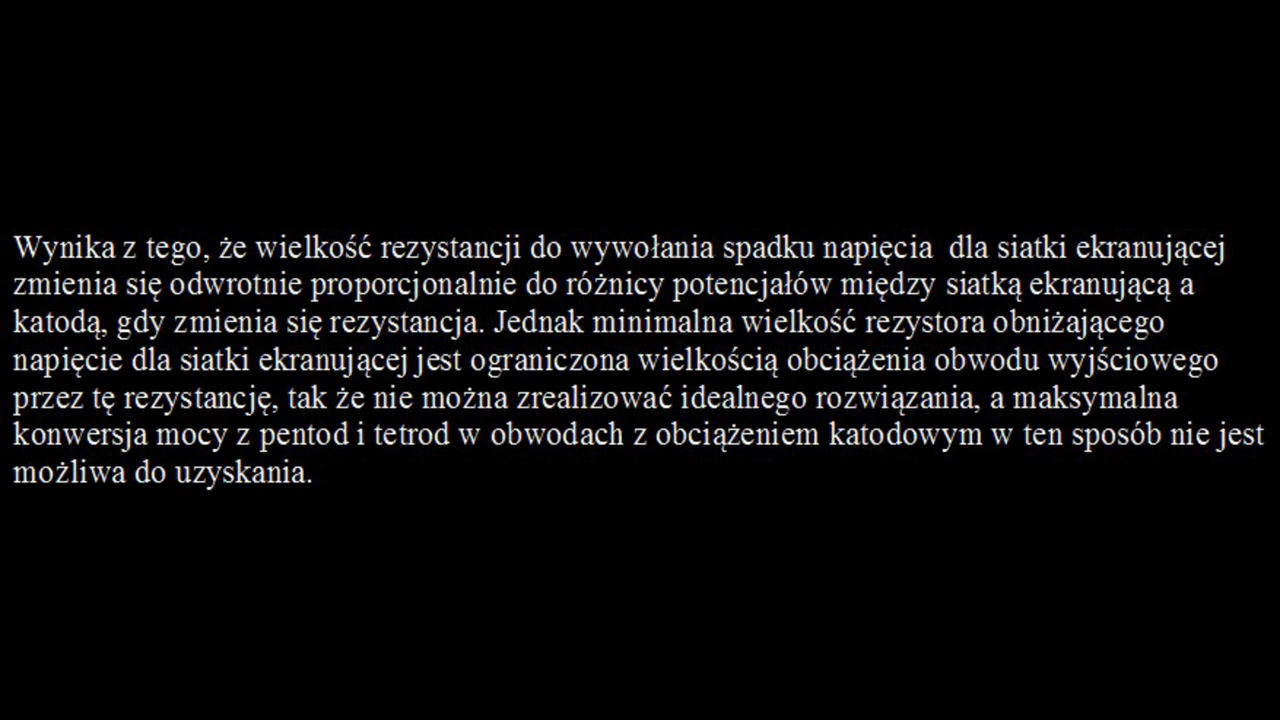 Wynika z tego, że wielkość rezystancji do wywołania spadku napięcia  dla siatki ekranującej
zmienia się odwrotnie proporcjonalnie do różnicy potencjałów między siatką ekranującą a
katodą, gdy zmienia się rezystancja. Jednak minimalna wielkość rezystora obniżającego
napięcie dla siatki ekranującej jest ograniczona wielkością obciążenia obwodu wyjściowego
przez tę rezystancję, tak że nie można zrealizować idealnego rozwiązania, a maksymalna
konwersja mocy z pentod i tetrod w obwodach z obciążeniem katodowym w ten sposób nie jest
możliwa do uzyskania.